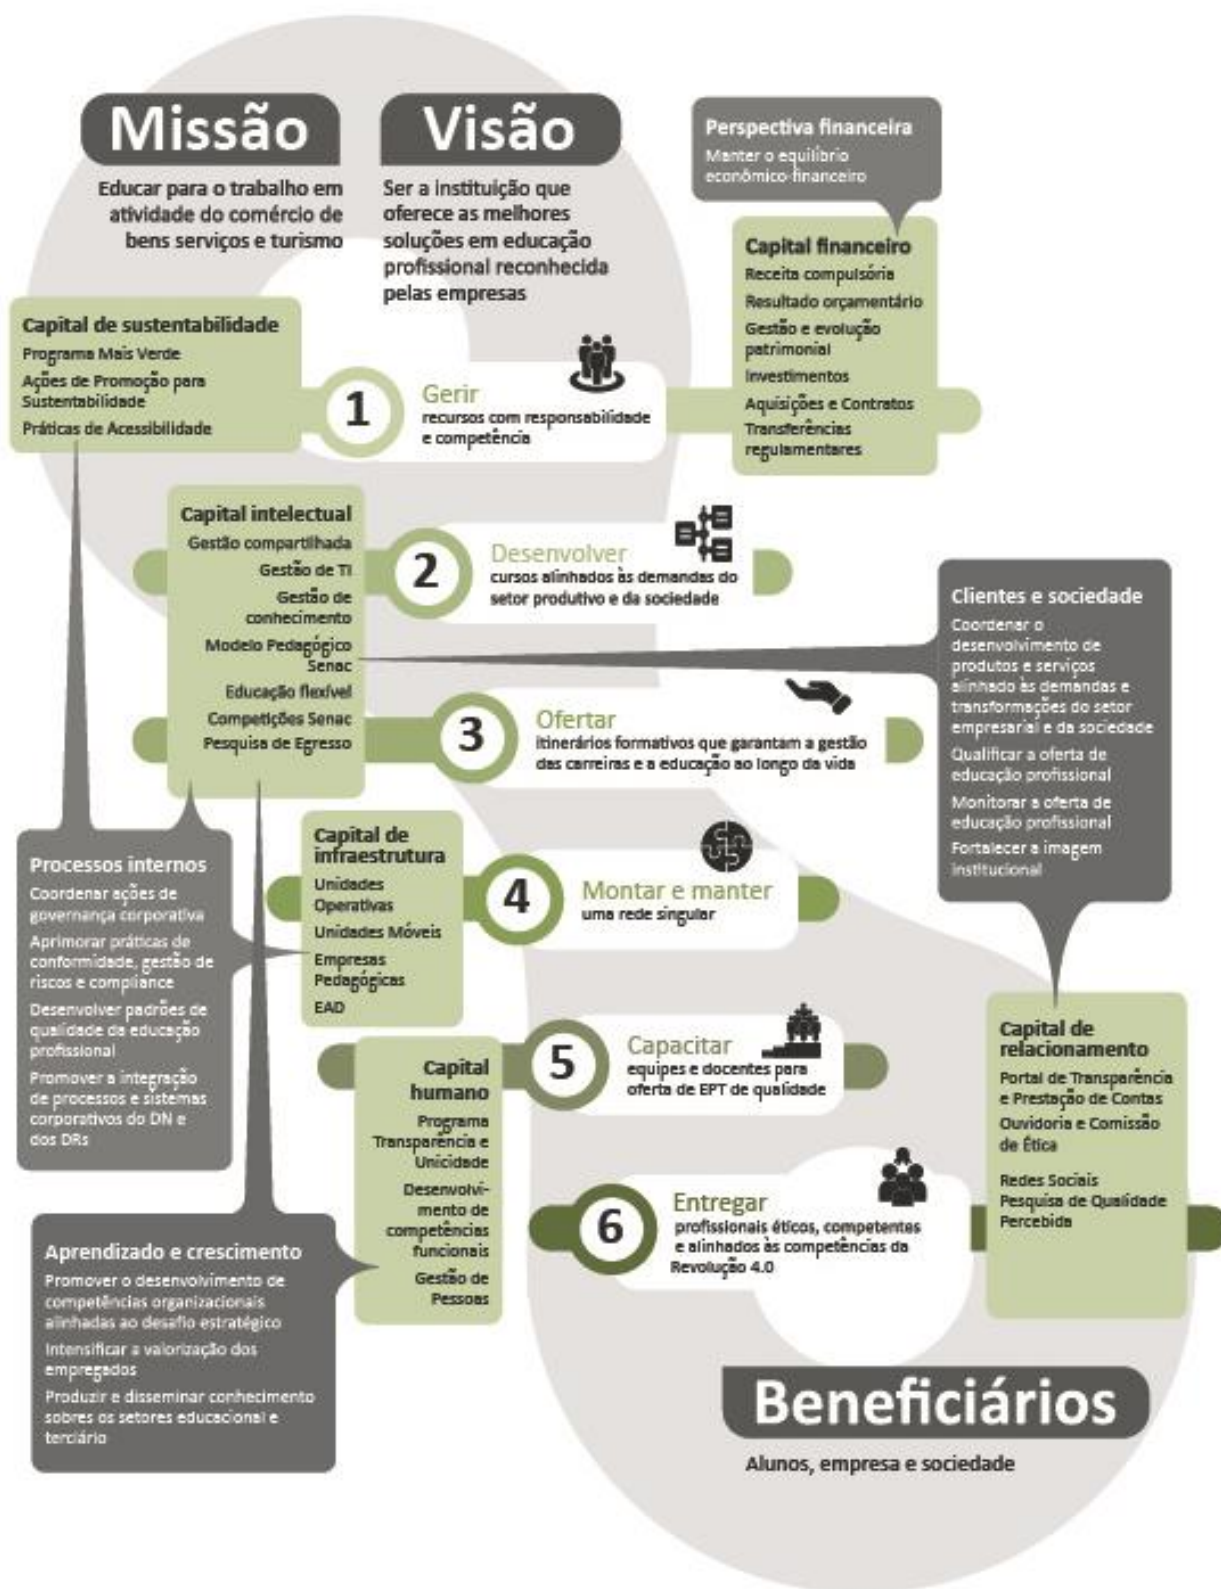 Missão
Educar para o trabalho em
atividade do comércio de
bens serviços e turismo
Visão
Ser a instituição que
oferece as melhores
soluções em educação
profissional reconhecida
pelas empresas
Perspectiva financeira
Manter o equilíbrio
econômico-financeiro
Capital financeiro
Receita compulsória
Resultado orçamentário
Gestão e evolução
patrimonial
Investimentos
Aquisições e Contratos
Transferências
regulamentares
Capital de sustentabilidade
Programa Mais Verde
Ações de Promoção para
Sustentabilidade
Práticas de Acessibilidade
1
Gerir
recursos com responsabilidade
e competência
Capital intelectual
Gestão compartilhada
Gestão de TI
Gestão de
conhecimento
Modelo Pedagógico
Senac
Educação flexível
Competições Senac
Pesquisa de Egresso
2
Desenvolver
cursos alinhados às demandas do
setor produtivo e da sociedade
3
Ofertar
itinerários formativos que garantam a gestão
das carreiras e a educação ao longo da vida
Clientes e sociedade
Coordenar o
desenvolvimento de
produtos e serviços
alinhado às demandas e
transformações do setor
empresarial e da sociedade
Qualificar a oferta de
educação profissional
Monitorar a oferta de
educação profissional
Fortalecer a imagem
institucional
Processos internos
Coordenar ações de
governança corporativa
Aprimorar práticas de
conformidade, gestão de
riscos e compliance
Desenvolver padrões de
qualidade da educação
profissional
Promover a integração
de processos e sistemas
corporativos do DN e
dos DRs
Capital de
infraestrutura
Unidades
Operativas
Unidades Móveis
Empresas
Pedagógicas
EAD
4
Montar e manter
uma rede singular
Capital
humano
Programa
Transparência e
Unicidade
Desenvolvi-
mento de
competências
funcionais
Gestão de
Pessoas
5
Capacitar
equipes e docentes para
oferta de EPT de qualidade
Capital de
relacionamento
Portal de Transparência
e Prestação de Contas
Ouvidoria e Comissão
de Ética
Redes Sociais
Pesquisa de Qualidade
Percebida
6
Entregar
profissionais éticos, competentes
e alinhados às competências da
Revolução 4.0
Aprendizado e crescimento
Promover o desenvolvimento de
competências organizacionais
alinhadas ao desafio estratégico
Intensificar a valorização dos
empregados
Produzir e disseminar conhecimento
sobre os setores educacional e
terciário
Beneficiários
Alunos, empresa e sociedade